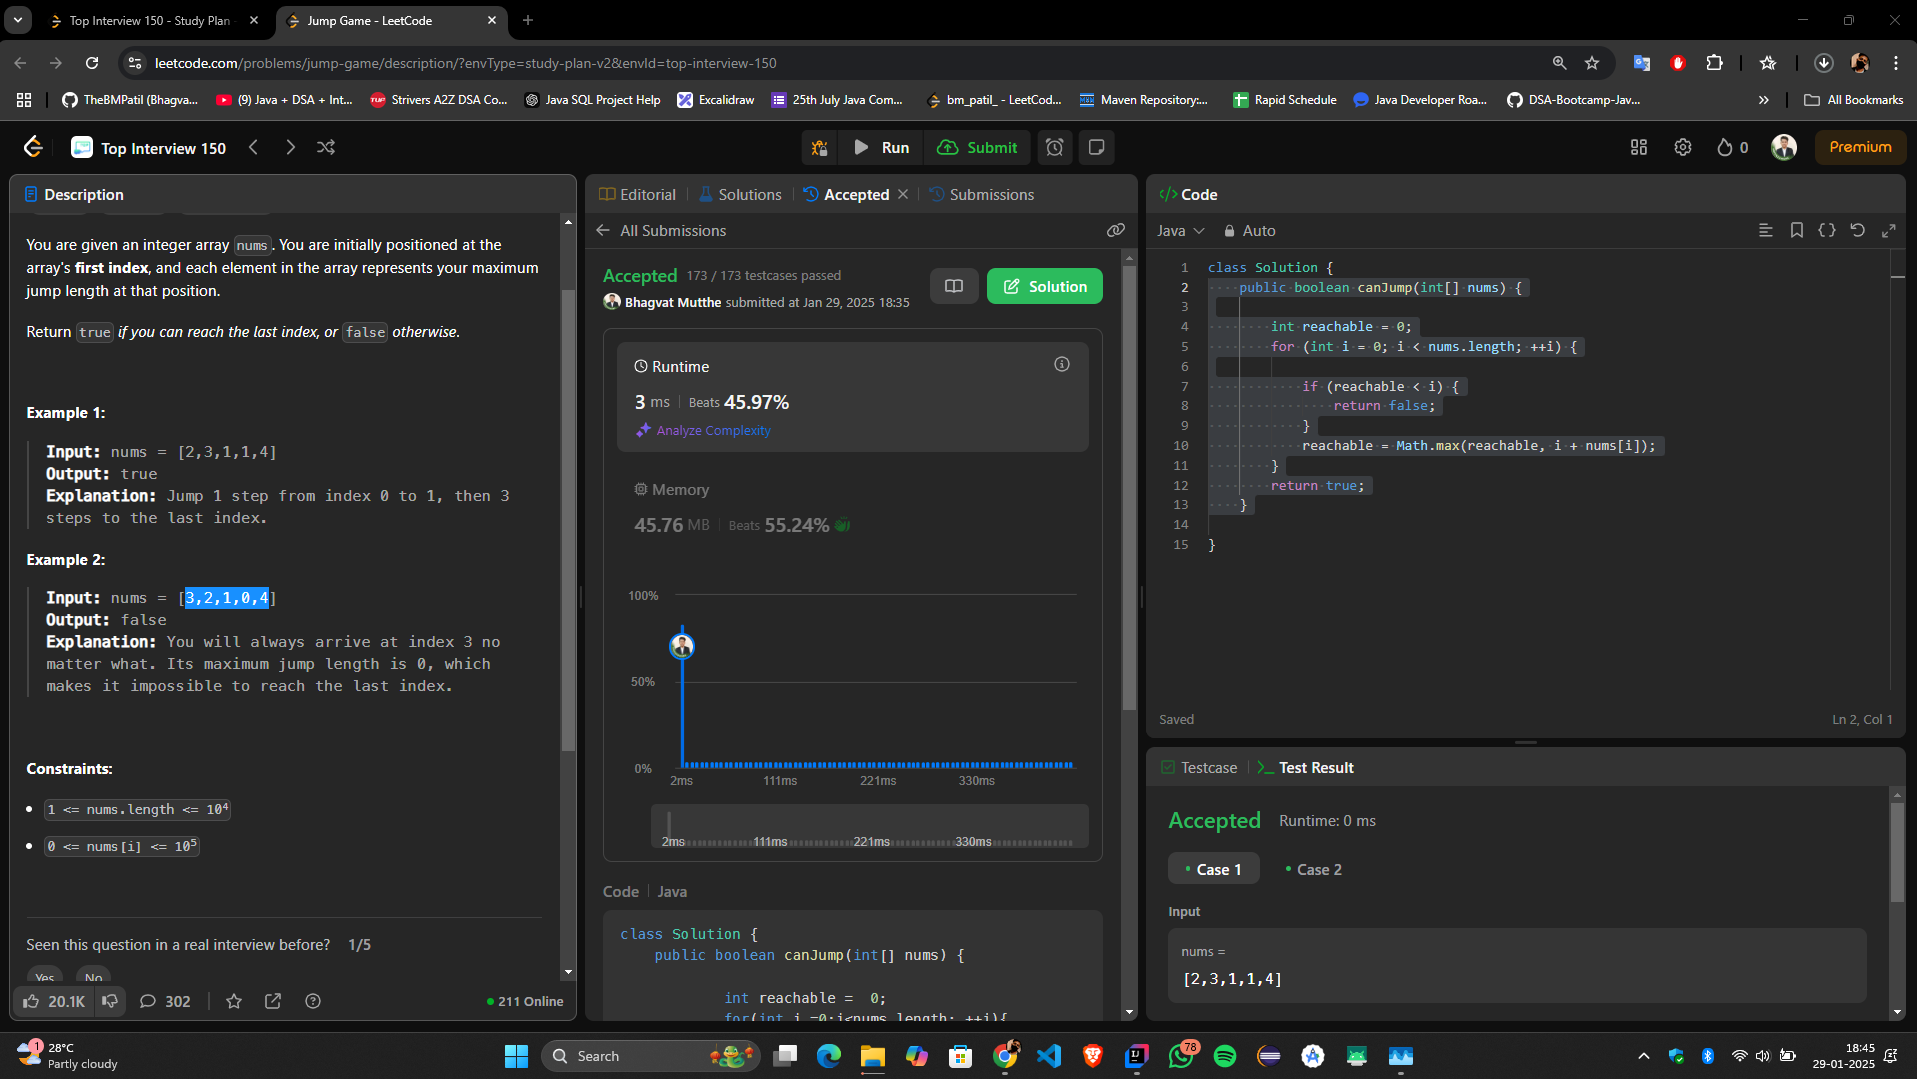 Top Interview 150 - Study Plan
Jump Game - LeetCode
leetcode.com/problems/jump-game/description/?envType=study-plan-v2&envId=top-interview-150
TheBMPatil (Bhagva...
(9) Java + DSA + Int...
Strivers A2Z DSA Co...
Java SQL Project Help
Excalidraw
25th July Java Com...
bm_patil_ - LeetCod...
Maven Repository:...
Rapid Schedule
Java Developer Roa...
DSA-Bootcamp-Jav...
All Bookmarks
Top Interview 150
Run
Submit
0
Premium
Description
You are given an integer array nums. You are initially positioned at the
array's first index, and each element in the array represents your maximum
jump length at that position.
Return true if you can reach the last index, or false otherwise.
Example 1:
Input: nums = [2,3,1,1,4]
Output: true
Explanation: Jump 1 step from index 0 to 1, then 3
steps to the last index.
Example 2:
Input: nums = [3,2,1,0,4]
Output: false
Explanation: You will always arrive at index 3 no
matter what. Its maximum jump length is 0, which
makes it impossible to reach the last index.
Constraints:
1 <= nums.length <= 10⁴
0 <= nums[i] <= 10⁵
Seen this question in a real interview before? 1/5
Yes No
20.1K
302
211 Online
Editorial
Solutions
Accepted
Submissions
All Submissions
Accepted 173 / 173 testcases passed
Bhagvat Mutthe submitted at Jan 29, 2025 18:35
Solution
Runtime
3 ms Beats 45.97%
Analyze Complexity
Memory
45.76 MB Beats 55.24%
100%
50%
0%
2ms 111ms 221ms 330ms
2ms 111ms 221ms 330ms
Code Java
class Solution {
public boolean canJump(int[] nums) {
int reachable = 0;
for(int i =0;i<nums.length; ++i){
Code
Java
Auto
1 class Solution {
2 public boolean canJump(int[] nums) {
3
4 int reachable = 0;
5 for (int i = 0; i < nums.length; ++i) {
6
7 if (reachable < i) {
8 return false;
9 }
10 reachable = Math.max(reachable, i + nums[i]);
11 }
12 return true;
13 }
14
15 }
Saved
Ln 2, Col 1
Testcase
Test Result
Accepted Runtime: 0 ms
Case 1
Case 2
Input
nums =
[2,3,1,1,4]
1
28°C
Partly cloudy
Search
78
18:45
29-01-2025